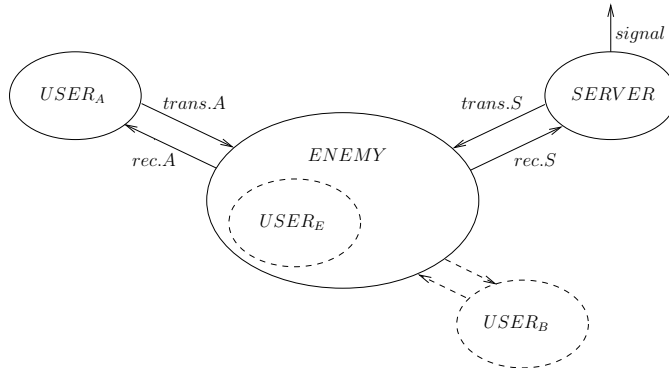 signal
USER_A
trans.A
trans.S
SERVER
rec.A
ENEMY
rec.S
USER_E
USER_B